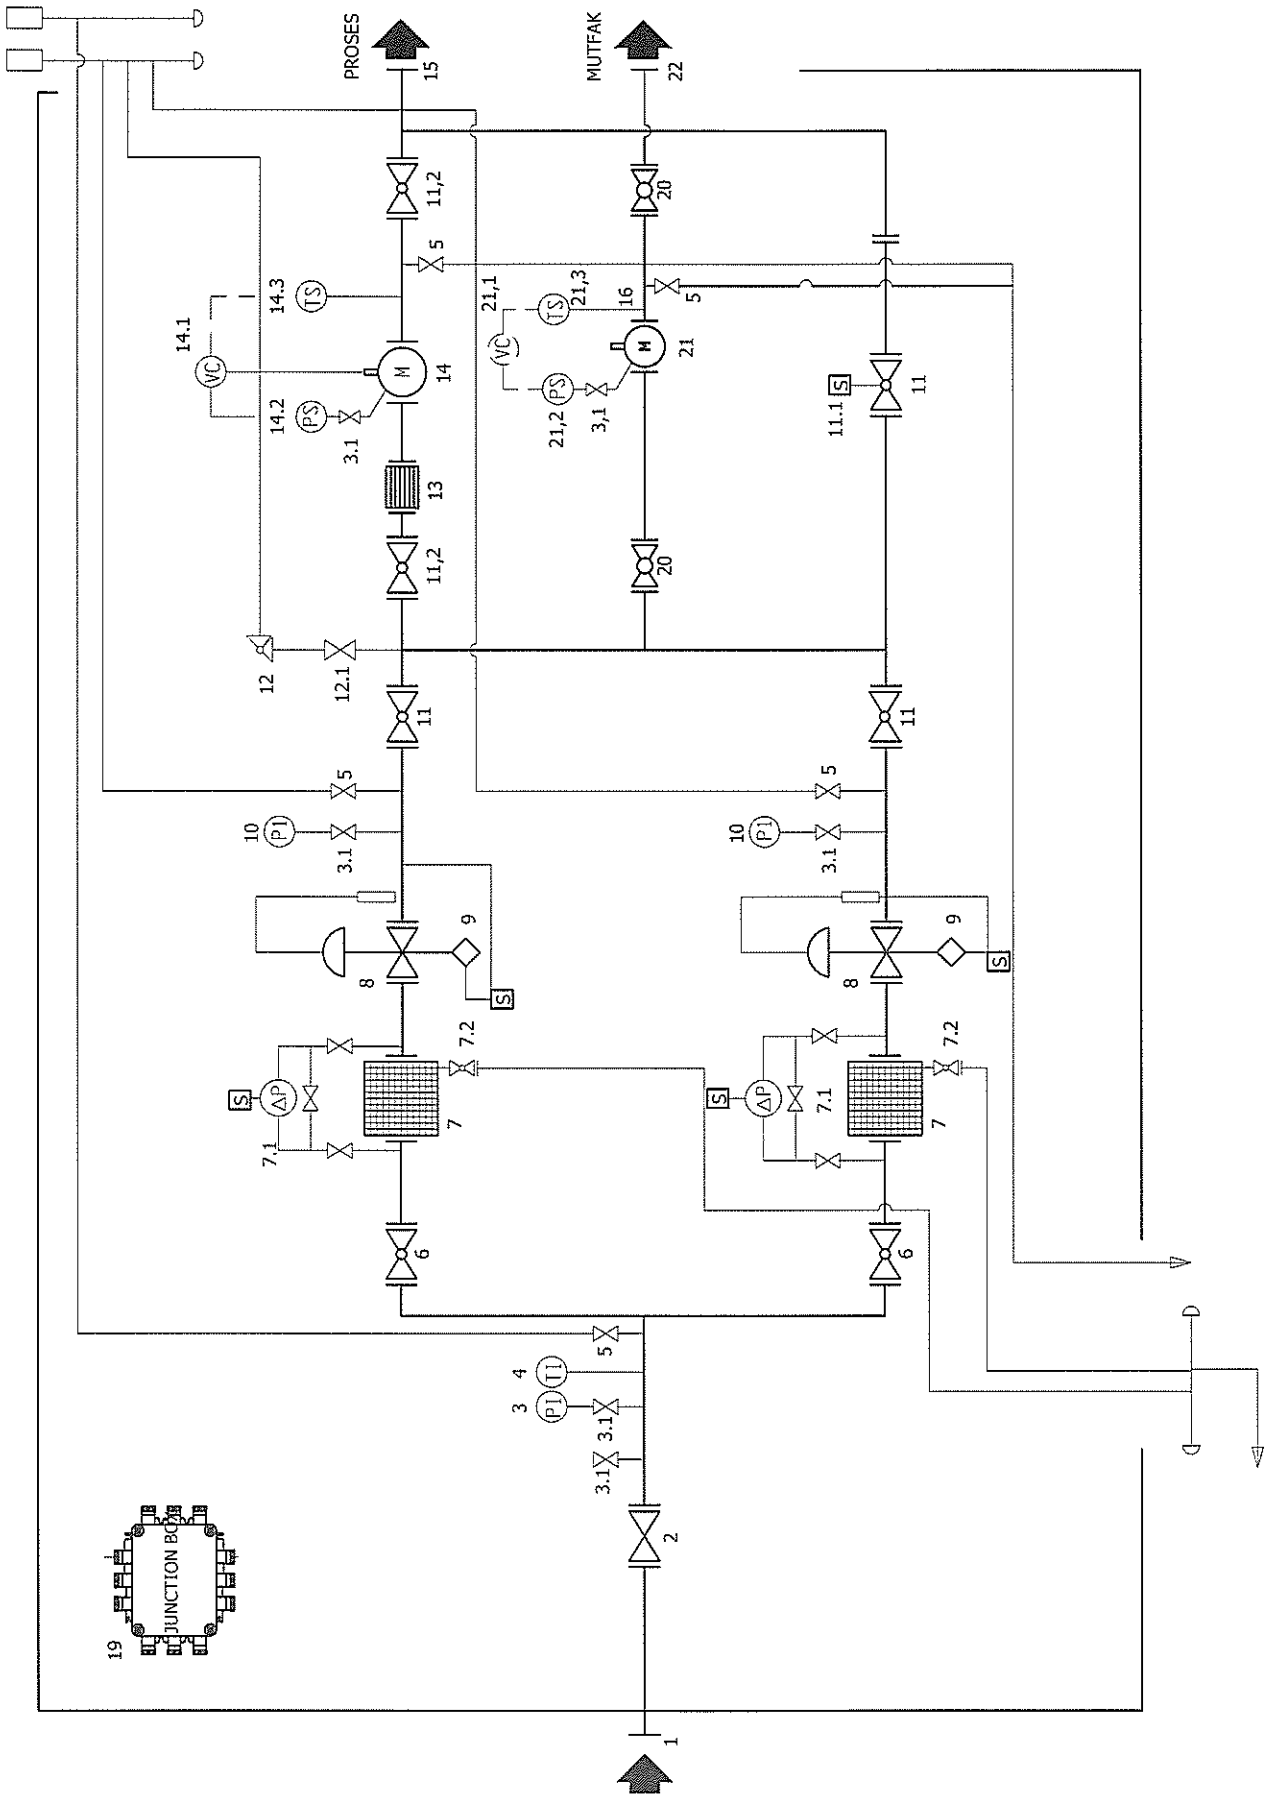 PROSES
15
MUTFAK
22
11,2
20
5
14.3
TS
14.1
VC
14.2
PS
3.1
M
14
21,1
21,3
TS
16
5
VC
PS
21,2
3,1
M
21
S
11.1
11
13
11,2
20
12
12.1
11
11
5
10
PI
3.1
5
10
PI
3.1
9
8
S
9
8
S
7.2
S
ΔP
7.1
7
7.2
S
ΔP
7.1
7
6
6
5
4
TI
3
PI
3.1
3.1
2
1
19
JUNCTION BOX